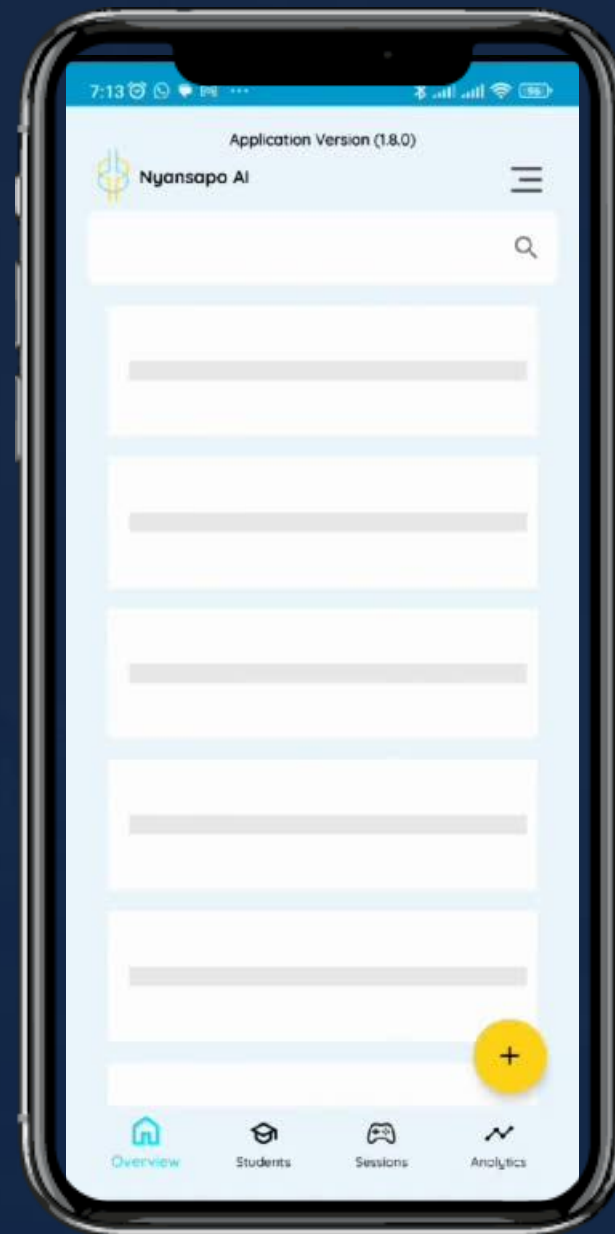 7:13
Application Version (1.8.0)
Nyansapo AI
+
Overview
Students
Sessions
Analytics